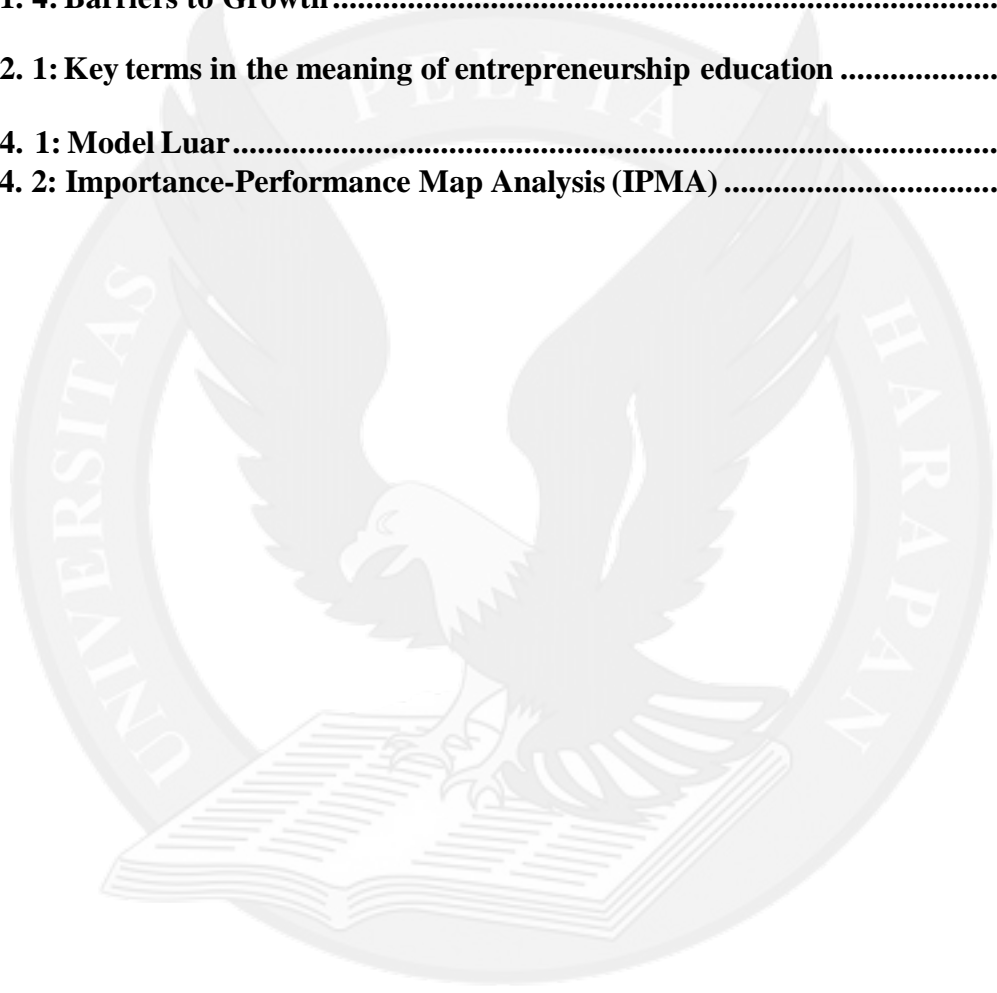 1. 4: Barriers to Growth..........................................................................................
2. 1: Key terms in the meaning of entrepreneurship education ...................
4. 1: Model Luar.......................................................................................................
4. 2: Importance-Performance Map Analysis (IPMA) .................................
UNIVERSITAS PELITA HARAPAN